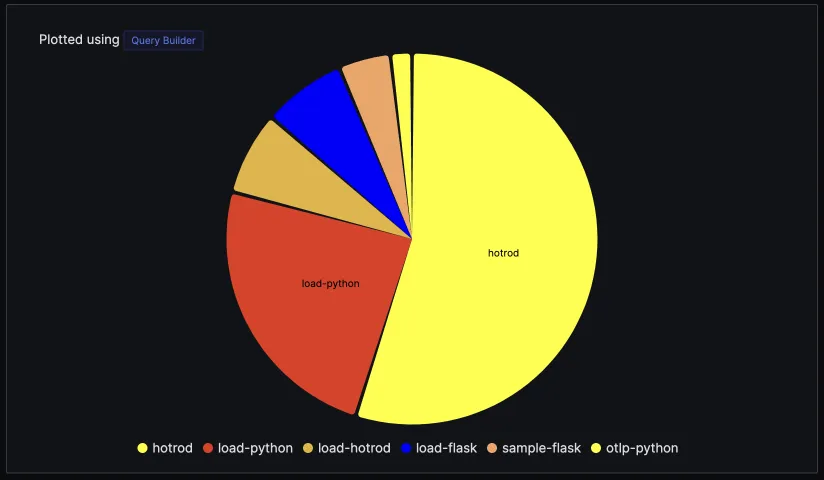 Plotted using Query Builder
hotrod
load-python
hotrod load-python load-hotrod load-flask sample-flask otlp-python